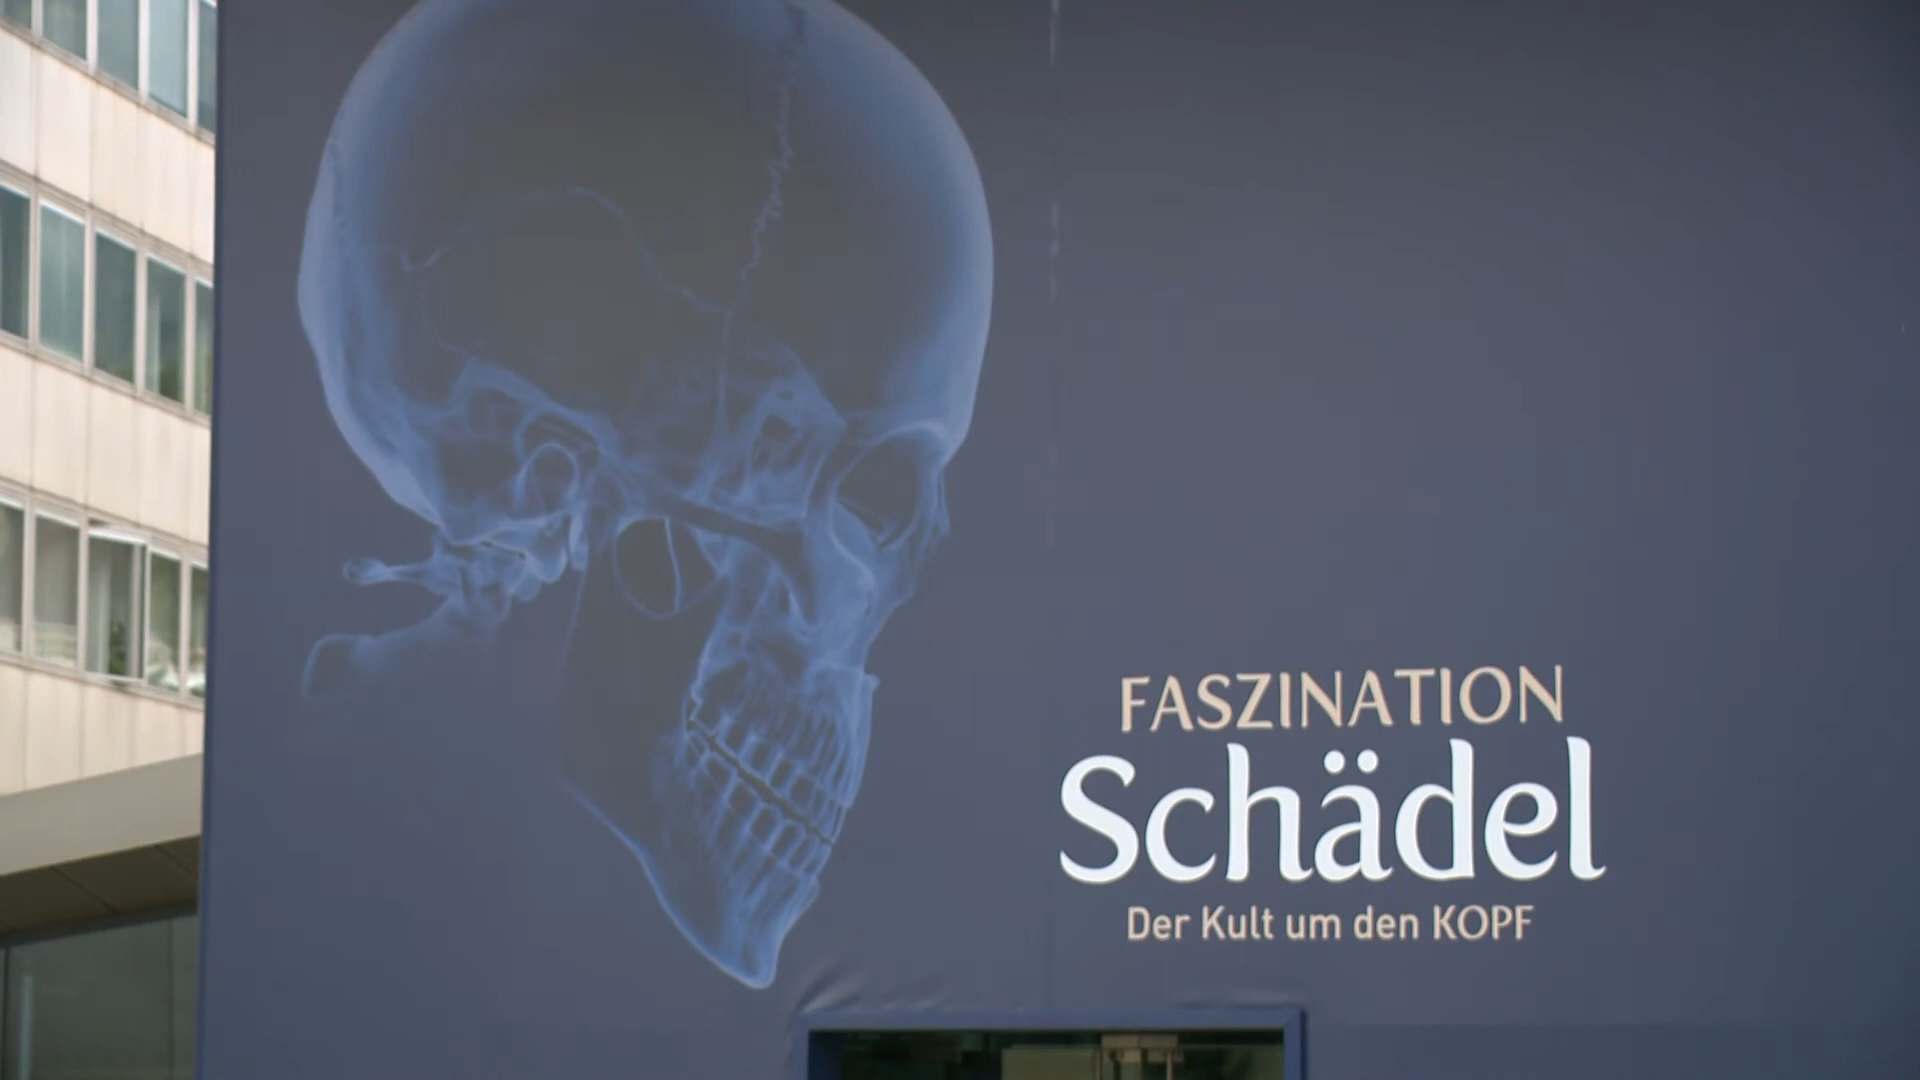 FASZINATION
Schädel
Der Kult um den KOPF